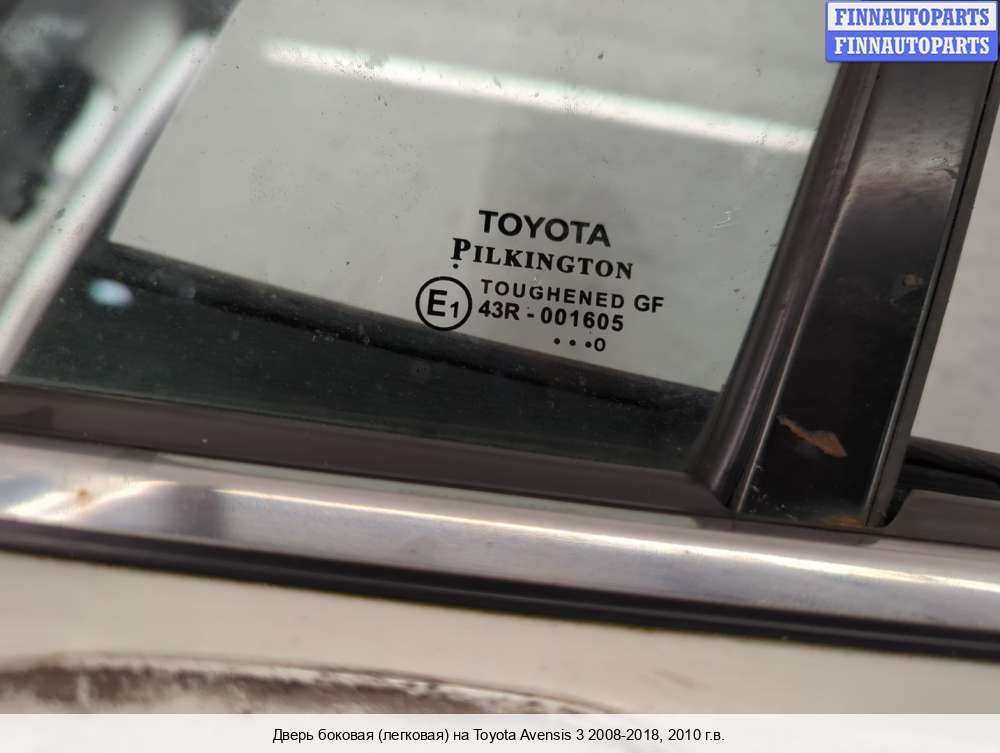 FINNAUTOPARTS
FINNAUTOPARTS
TOYOTA
PILKINGTON
TOUGHENED GF
E1 43R - 001605
• • •O
Дверь боковая (легковая) на Toyota Avensis 3 2008-2018, 2010 г.в.